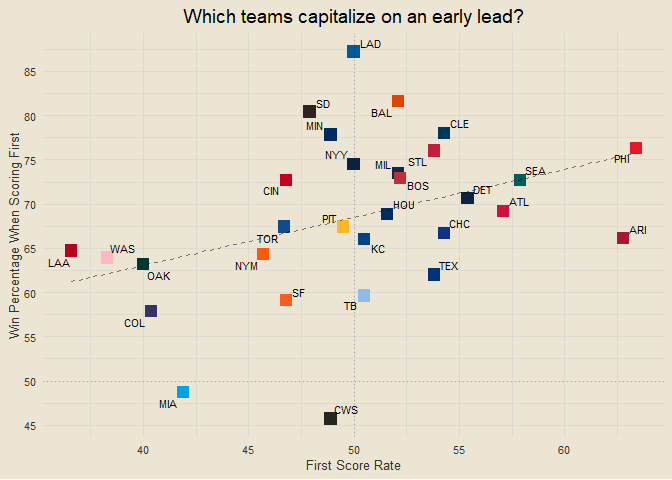 Which teams capitalize on an early lead?
LAD
85
BAL
SD
80
MIN
CLE
NYY
STL
75
MIL
PHI
BOS
SEA
CIN
DET
70
HOU
ATL
PIT
TOR
CHC
ARI
KC
65
WAS
LAA
NYM
OAK
TEX
60
SF
TB
COL
55
50
MIA
CWS
45
40
45
50
55
60
First Score Rate
Win Percentage When Scoring First